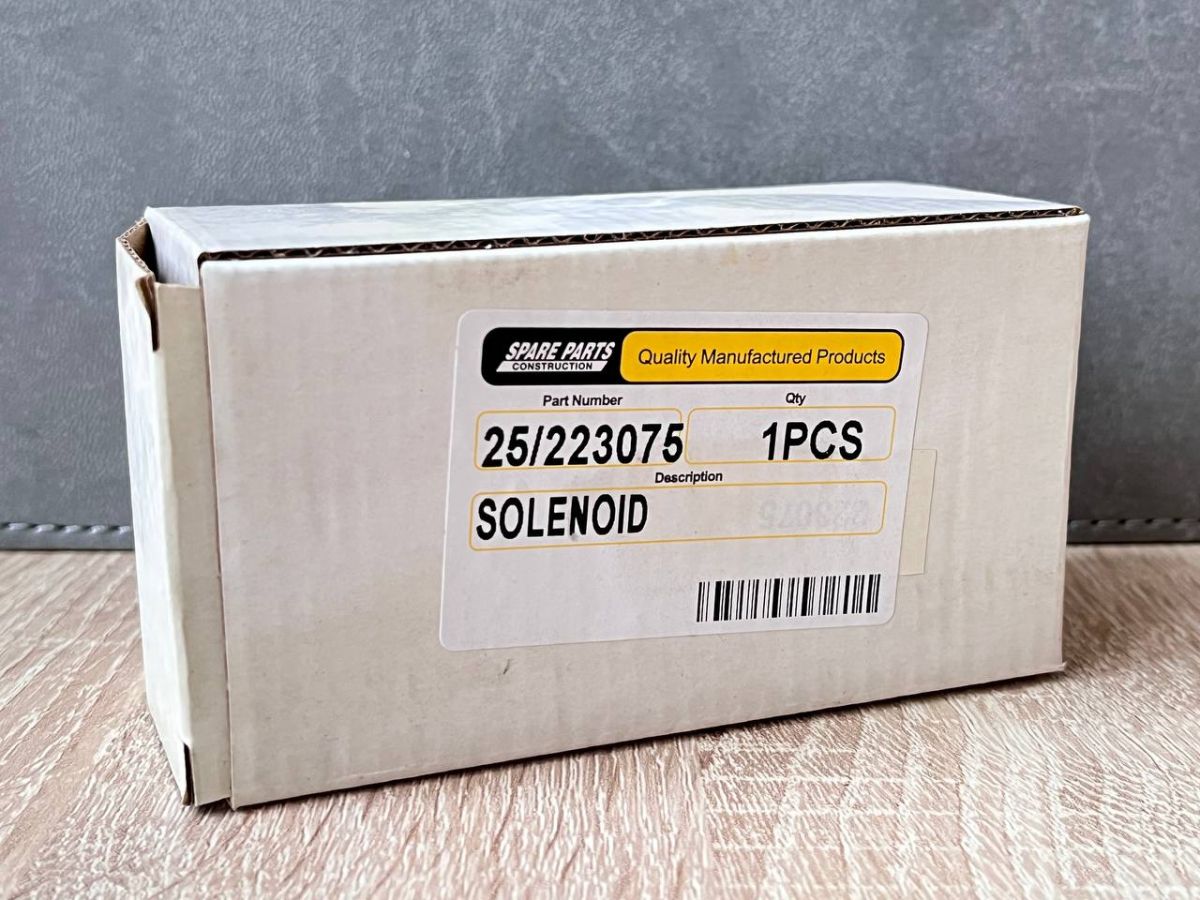 SPARE PARTS
CONSTRUCTION
Quality Manufactured Products
Part Number
Qty
25/223075
1PCS
Description
SOLENOID